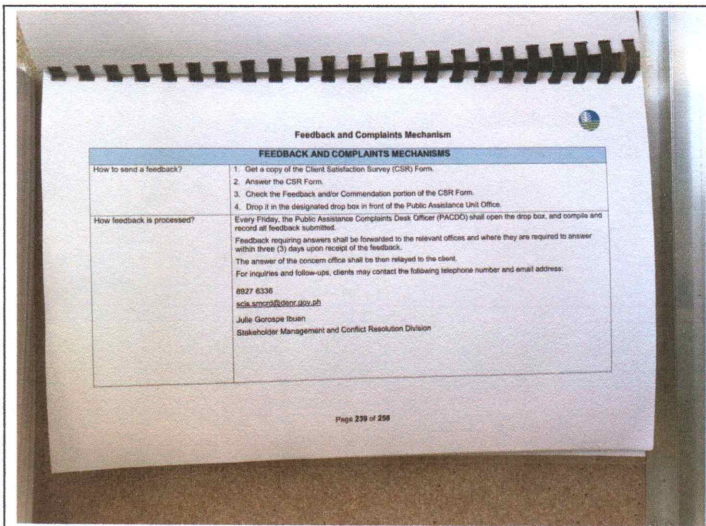 Feedback and Complaints Mechanism
FEEDBACK AND COMPLAINTS MECHANISMS
How to send a feedback?
1. Get a copy of the Client Satisfaction Survey (CSR) Form.
2. Answer the CSR Form.
3. Check the Feedback and/or Commendation portion of the CSR Form.
4. Drop it in the designated drop box in front of the Public Assistance Unit Office.
How feedback is processed?
Every Friday, the Public Assistance Complaints Desk Officer (PACDO) shall open the drop box, and compile and
record all feedback submitted.
Feedback requiring answers shall be forwarded to the relevant offices and where they are required to answer
within three (3) days upon receipt of the feedback.
The answer of the concern office shall be then relayed to the client.
For inquiries and follow-ups, clients may contact the following telephone number and email address:
8927 6336
scis.smcrd@denr.gov.ph
Julie Gorospe Ibuan
Stakeholder Management and Conflict Resolution Division
Page 239 of 256